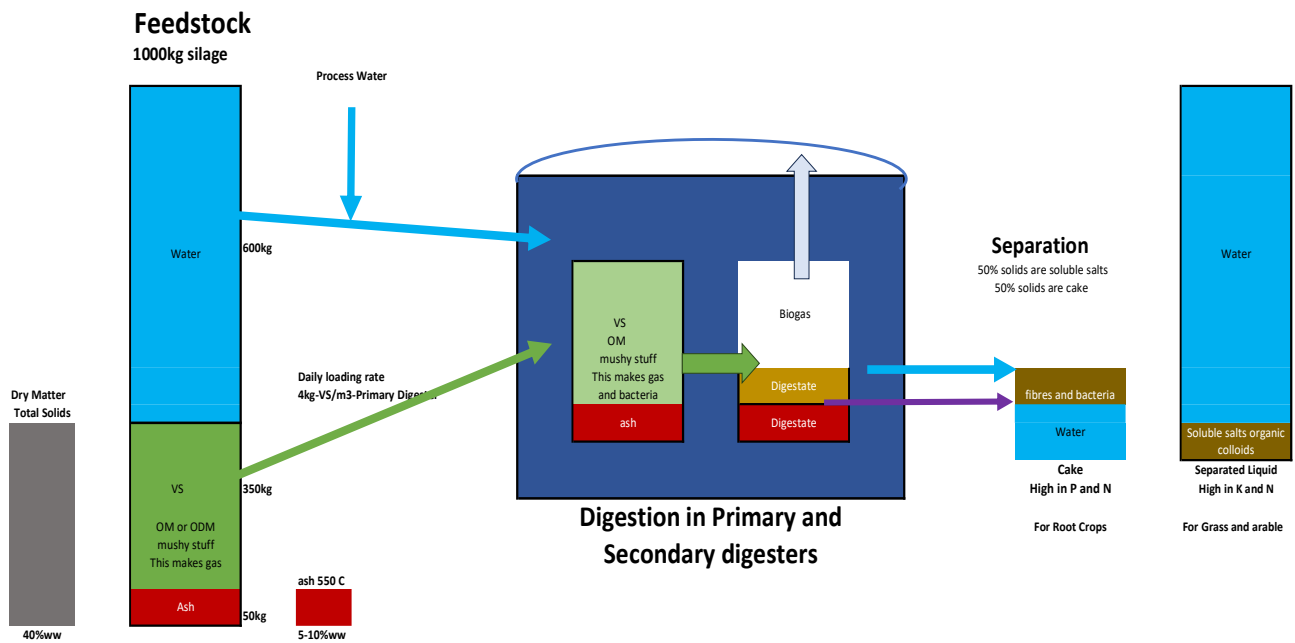 Feedstock
1000kg silage
Process Water
Water
600kg
Dry Matter
Total Solids
Daily loading rate
4kg-VS/m3-Primary Digester
VS
350kg
OM or ODM
mushy stuff
This makes gas
ash 550 C
Ash
50kg
40%ww
5-10%ww
VS
OM
mushy stuff
This makes gas
and bacteria
ash
Biogas
Digestate
Digestate
Digestion in Primary and
Secondary digesters
Separation
50% solids are soluble salts
50% solids are cake
fibres and bacteria
Water
Cake
High in P and N
For Root Crops
Water
Soluble salts organic
colloids
Separated Liquid
High in K and N
For Grass and arable